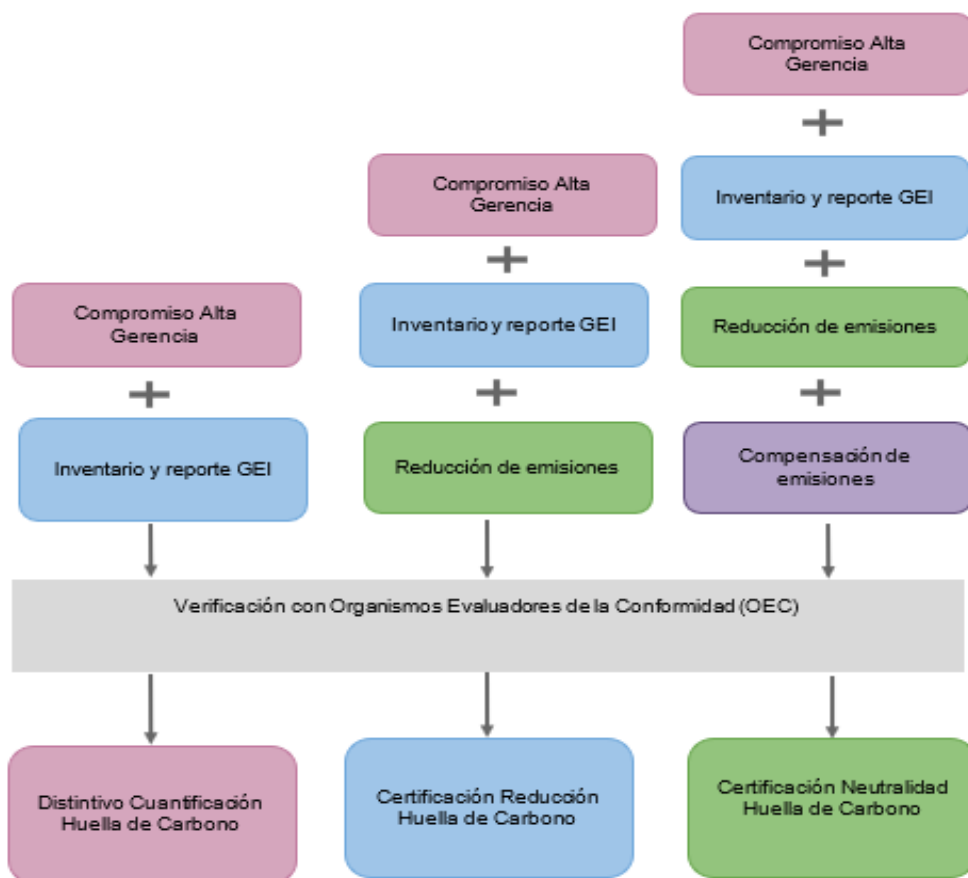 Compromiso Alta
Gerencia
Inventario y reporte GEI
Compromiso Alta
Gerencia
Inventario y reporte GEI
Reducción de emisiones
Compromiso Alta
Gerencia
Inventario y reporte GEI
Reducción de emisiones
Compensación de
emisiones
Verificación con Organismos Evaluadores de la Conformidad (OEC)
Distintivo Cuantificación
Huella de Carbono
Certificación Reducción
Huella de Carbono
Certificación Neutralidad
Huella de Carbono